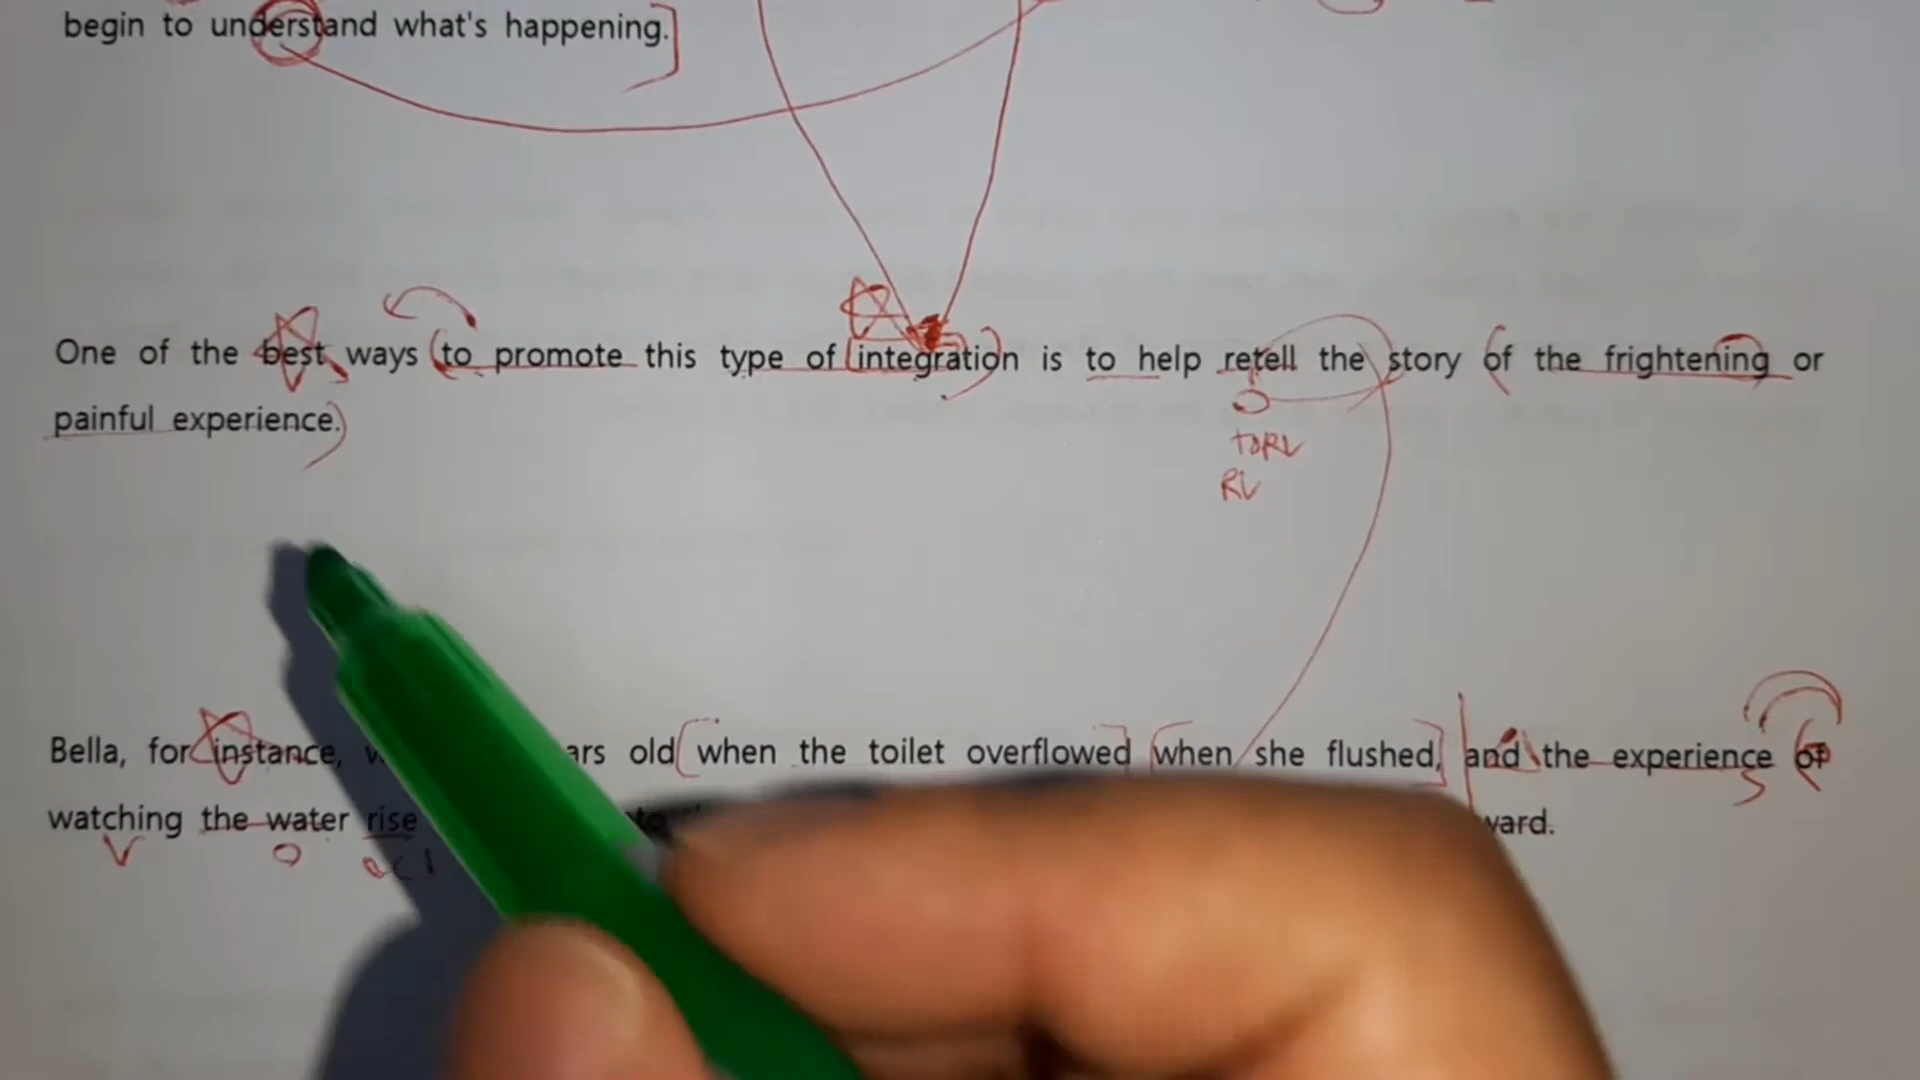 begin to understand what's happening.
One of the best ways to promote this type of integration is to help retell the story of the frightening or
painful experience.
O
toRV
RV
Bella, for instance, ars old when the toilet overflowed when she flushed, and the experience of
watching the water rise ward.
V O
S